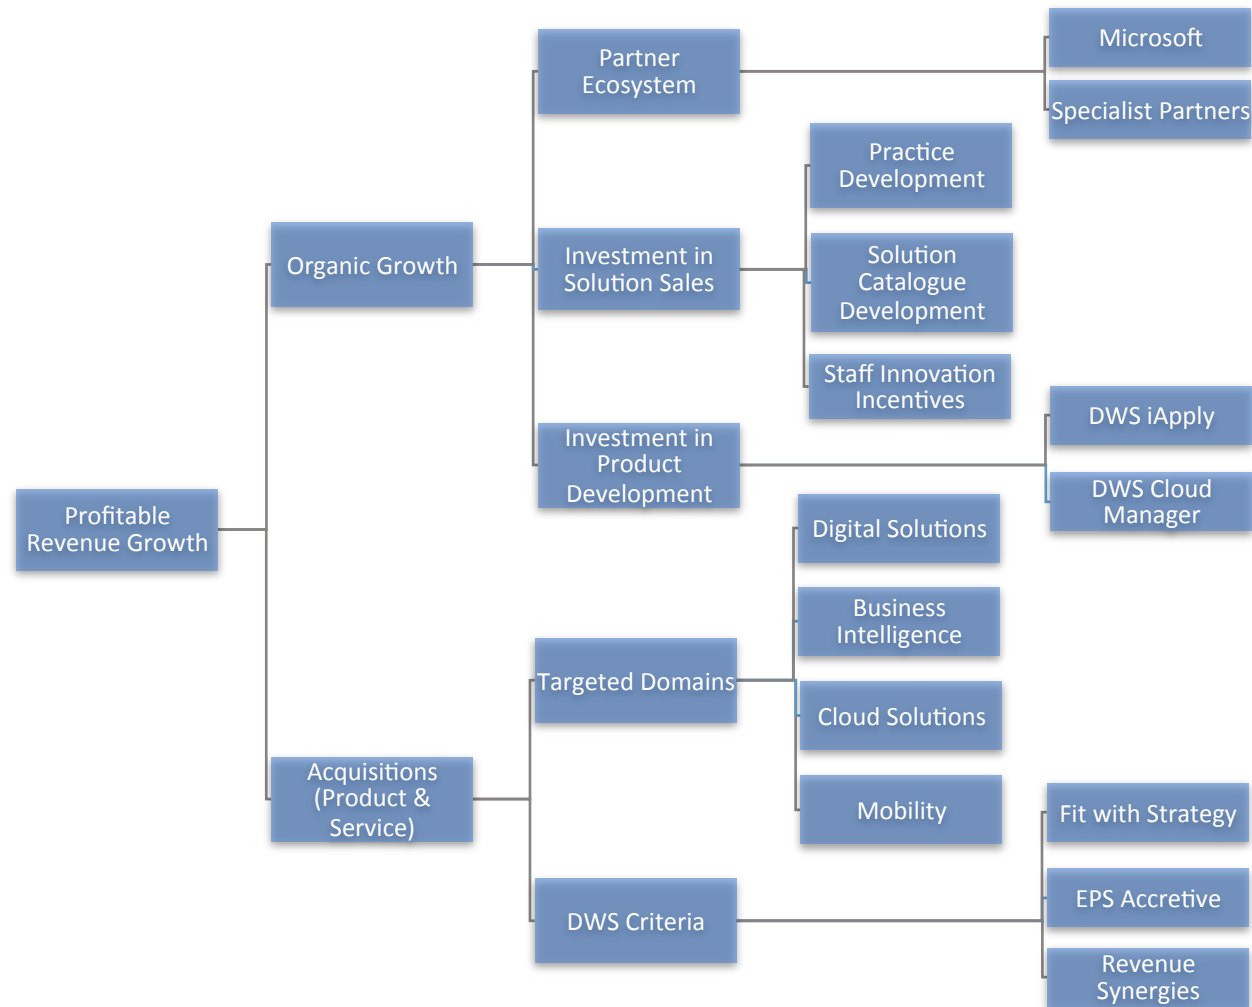 Microsoft
Partner
Ecosystem
Specialist Partners
Practice
Development
Organic Growth
Investment in
Solution Sales
Solution
Catalogue
Development
Staff Innovation
Incentives
DWS iApply
Investment in
Product
Development
DWS Cloud
Manager
Profitable
Revenue Growth
Digital Solutions
Business
Intelligence
Targeted Domains
Cloud Solutions
Acquisitions
(Product &
Service)
Mobility
Fit with Strategy
DWS Criteria
EPS Accretive
Revenue
Synergies